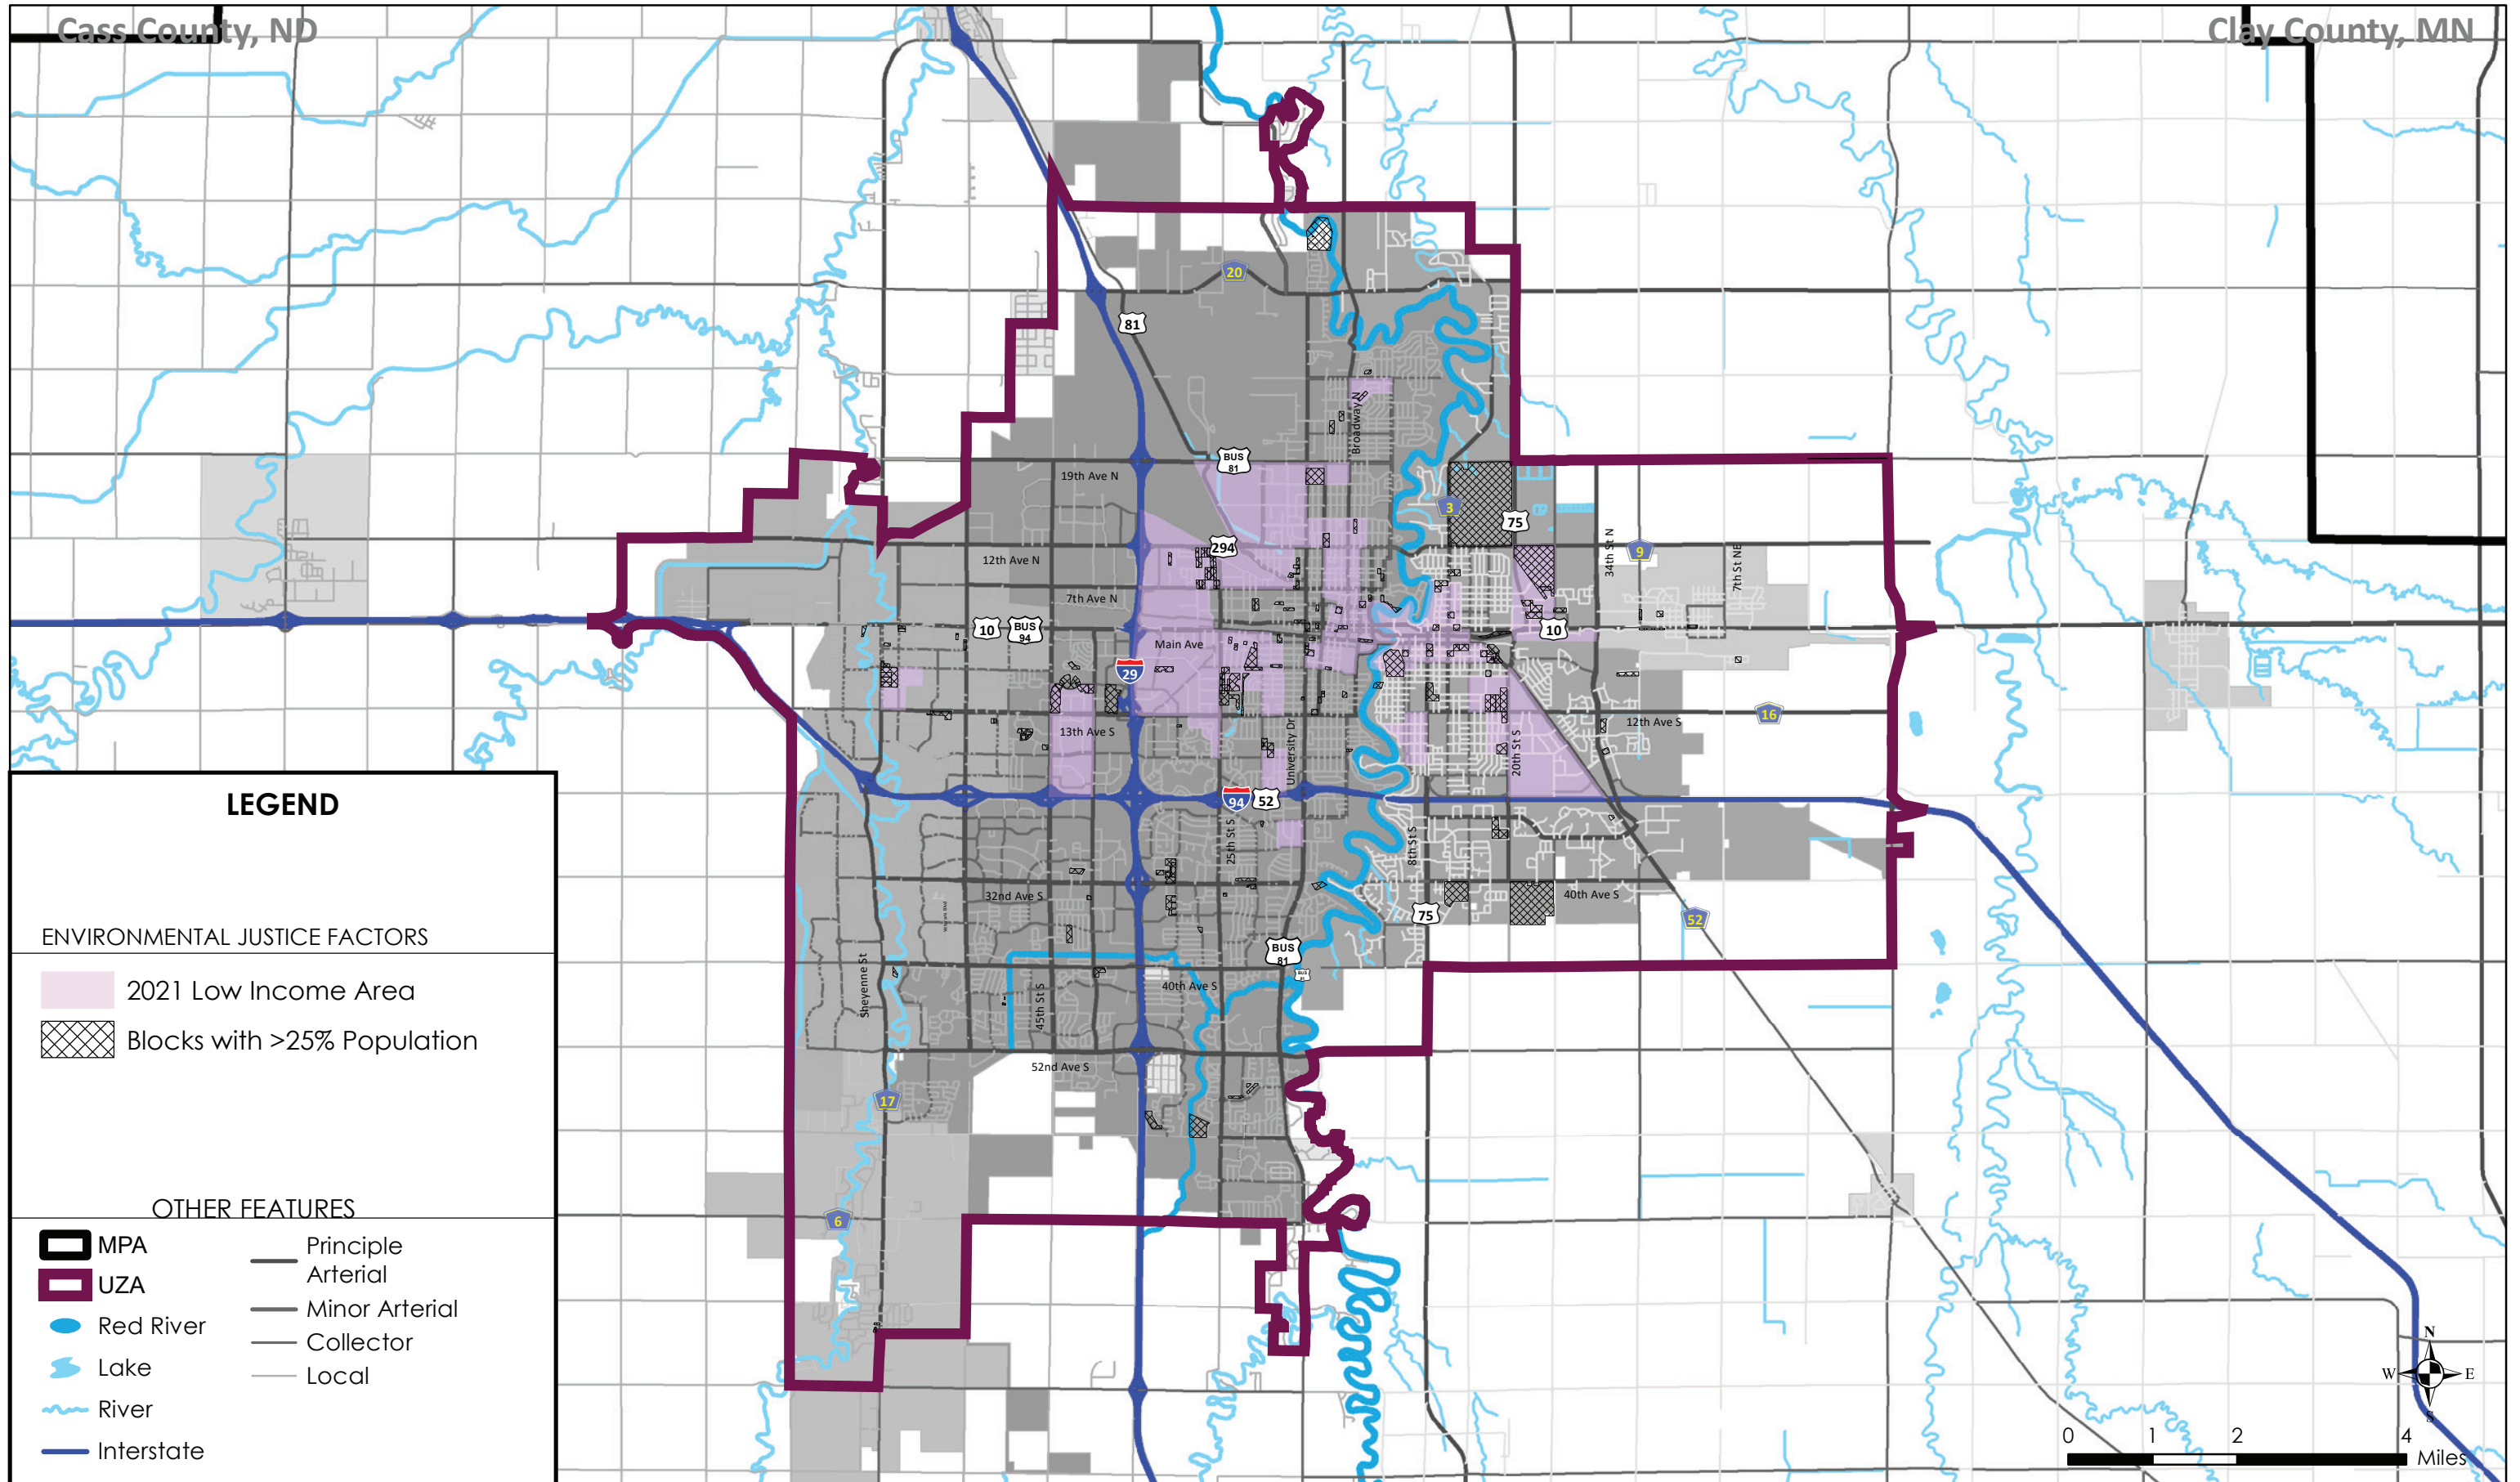 Cass County, ND
Clay County, MN
20
81
Broadway N
BUS
81
19th Ave N
3
75
294
34th St N
9
7th St NE
12th Ave N
7th Ave N
10
BUS
94
10
Main Ave
29
16
12th Ave S
13th Ave S
University Dr
20th St S
94
52
25th St S
8th St S
32nd Ave S
40th Ave S
75
52
BUS
81
Sheyenne St
40th Ave S
45th St S
52nd Ave S
17
6
LEGEND
ENVIRONMENTAL JUSTICE FACTORS
2021 Low Income Area
Blocks with >25% Population
OTHER FEATURES
MPA
UZA
Red River
Lake
River
Interstate
Principle
Arterial
Minor Arterial
Collector
Local
N
W
E
S
0
1
2
4
Miles